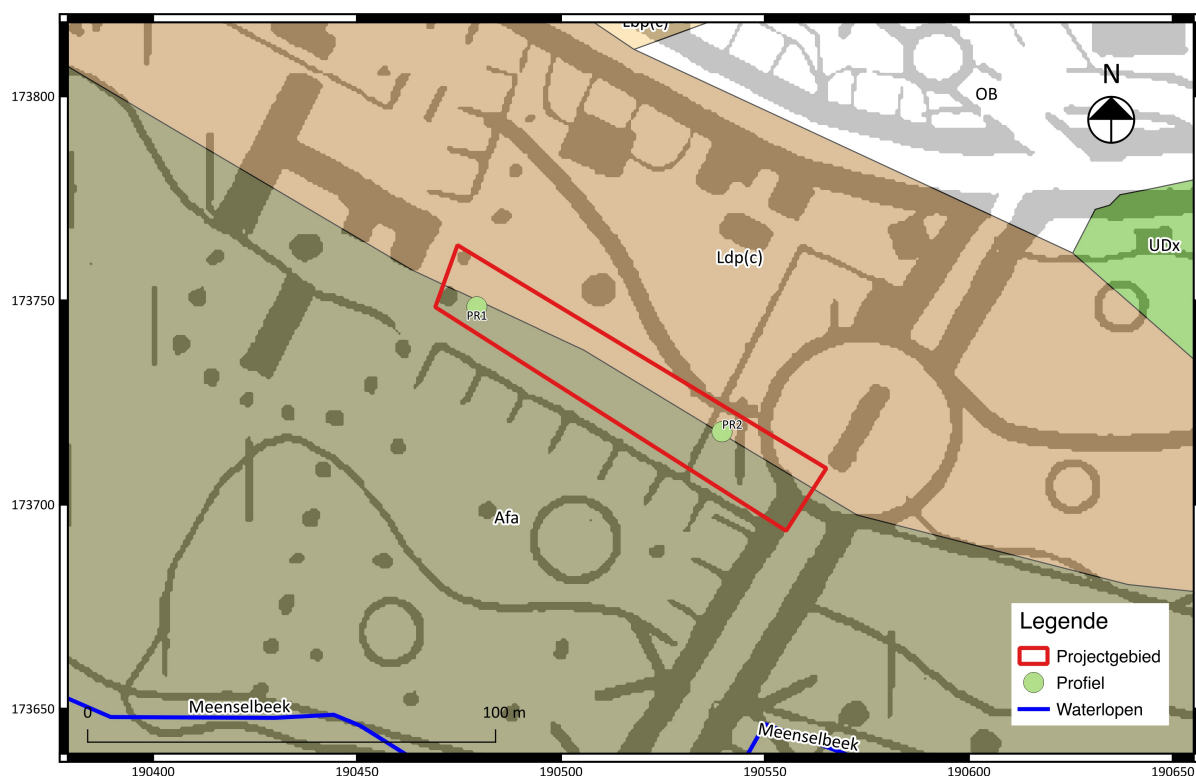 Lbp(c)
173800
OB
N
UDx
Ldp(c)
173750
PR1
PR2
173700
Afa
Legende
Projectgebied
Profiel
Waterlopen
173650
Meenselbeek
0
100 m
Meenselbeek
190400
190450
190500
190550
190600
190650